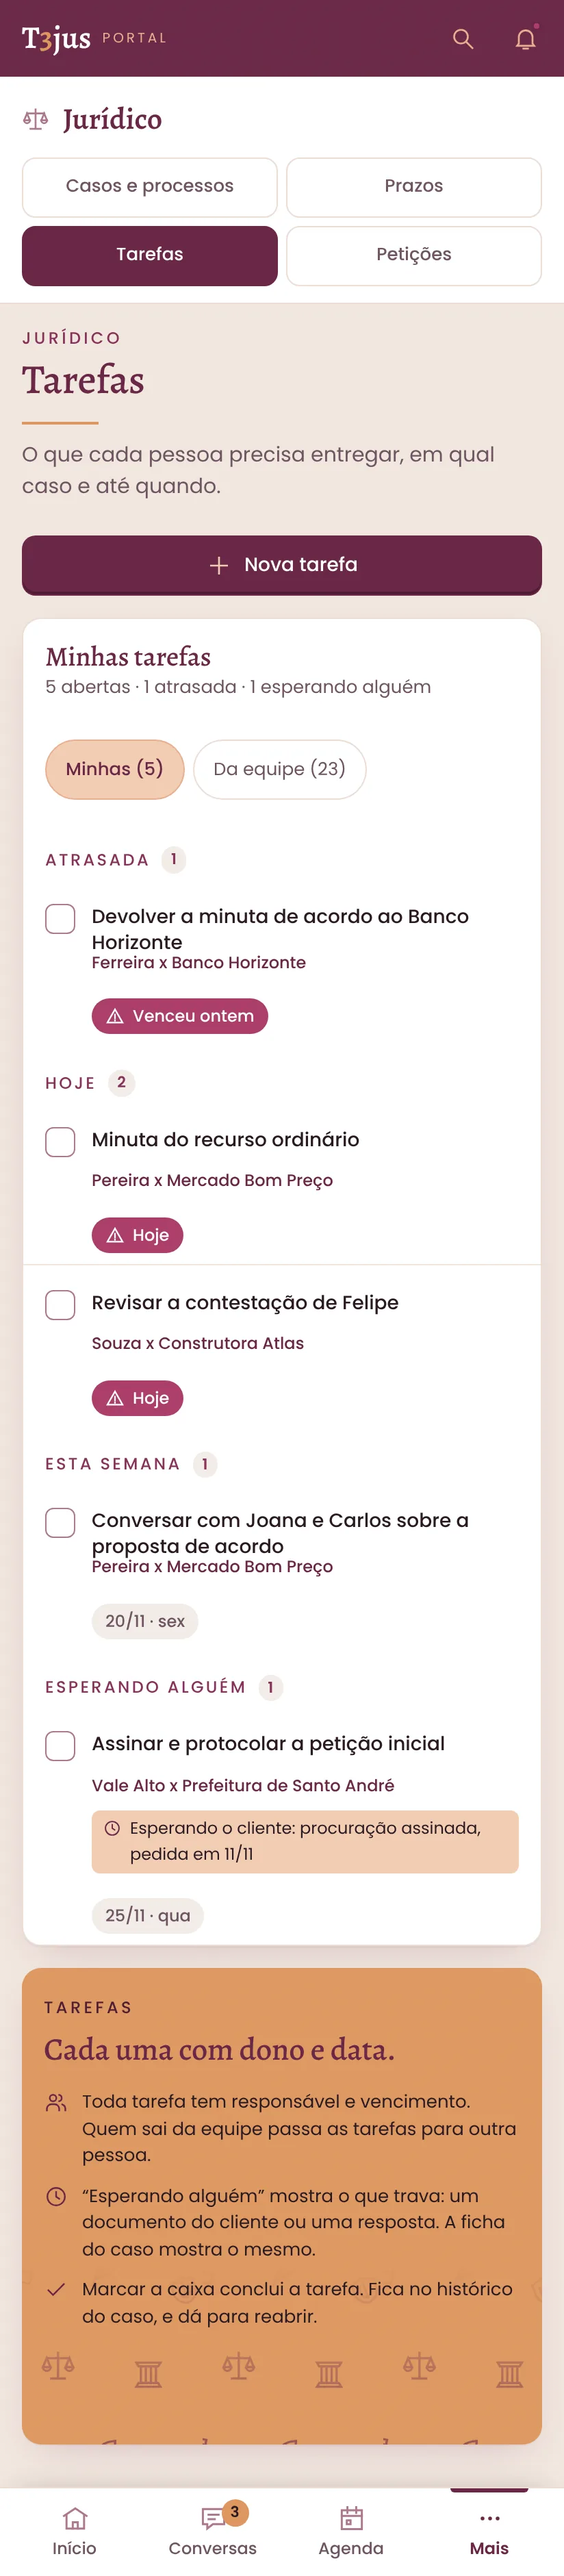 T3jus PORTAL
Jurídico
Casos e processos
Prazos
Tarefas
Petições
JURÍDICO
Tarefas
O que cada pessoa precisa entregar, em qual
caso e até quando.
Nova tarefa
Minhas tarefas
5 abertas · 1 atrasada · 1 esperando alguém
Minhas (5)
Da equipe (23)
ATRASADA 1
Devolver a minuta de acordo ao Banco
Horizonte
Ferreira x Banco Horizonte
Venceu ontem
HOJE 2
Minuta do recurso ordinário
Pereira x Mercado Bom Preço
Hoje
Revisar a contestação de Felipe
Souza x Construtora Atlas
Hoje
ESTA SEMANA 1
Conversar com Joana e Carlos sobre a
proposta de acordo
Pereira x Mercado Bom Preço
20/11 · sex
ESPERANDO ALGUÉM 1
Assinar e protocolar a petição inicial
Vale Alto x Prefeitura de Santo André
Esperando o cliente: procuração assinada,
pedida em 11/11
25/11 · qua
TAREFAS
Cada uma com dono e data.
Toda tarefa tem responsável e vencimento.
Quem sai da equipe passa as tarefas para outra
pessoa.
“Esperando alguém” mostra o que trava: um
documento do cliente ou uma resposta. A ficha
do caso mostra o mesmo.
Marcar a caixa conclui a tarefa. Fica no histórico
do caso, e dá para reabrir.
3
Início
Conversas
Agenda
Mais